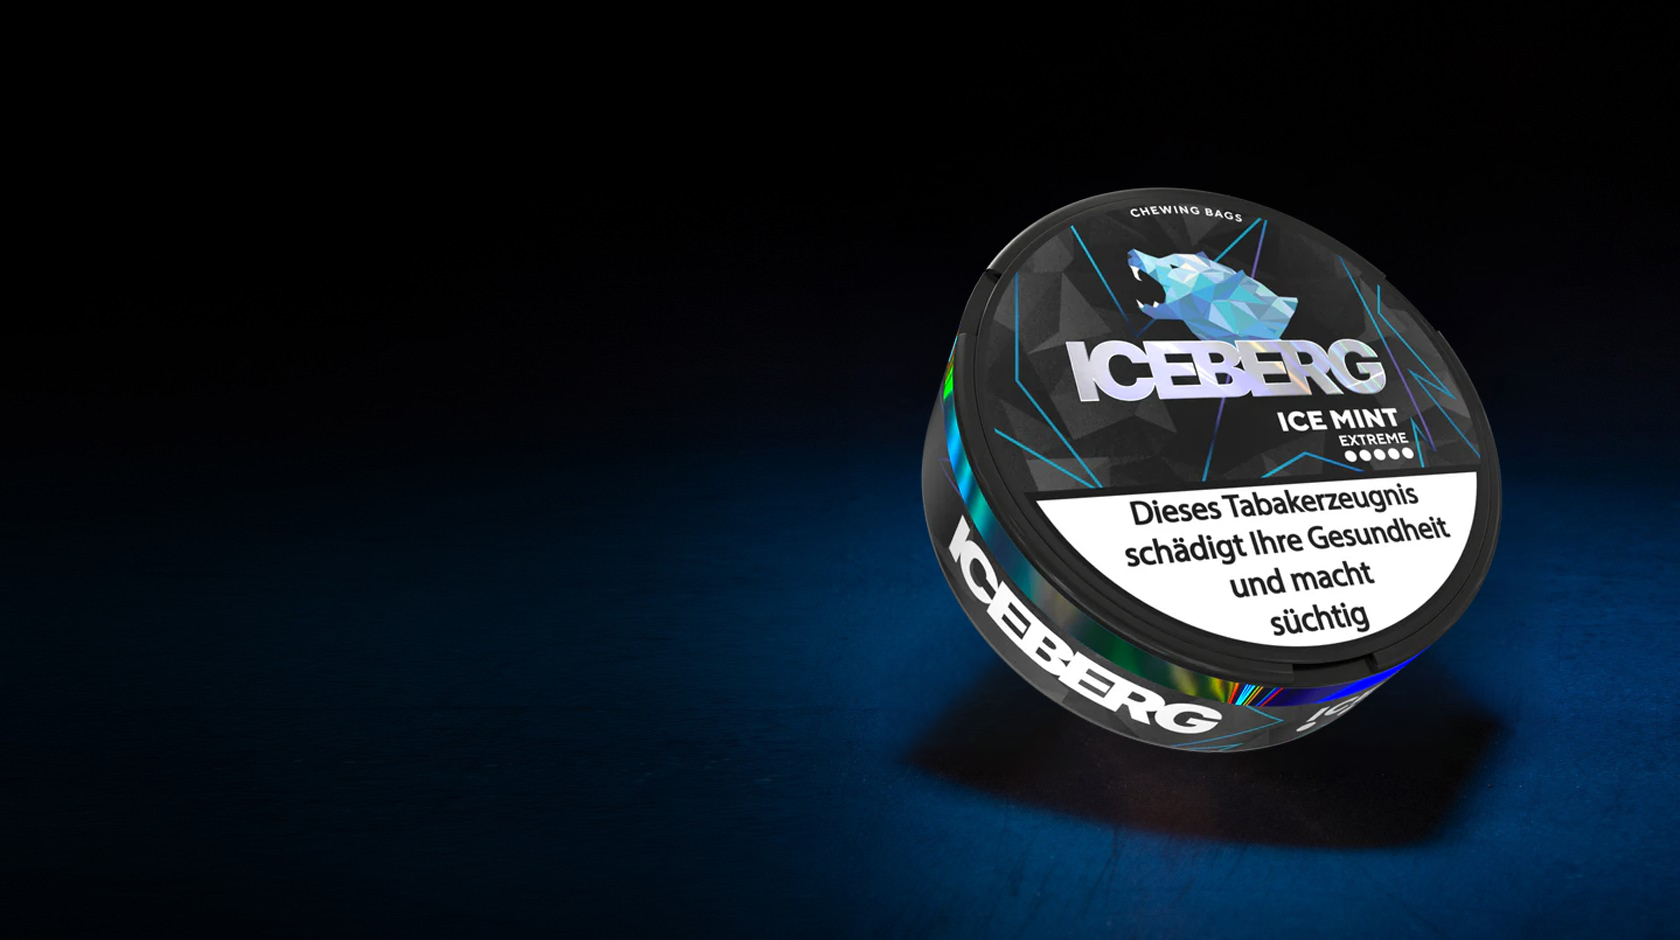 CHEWING BAGS
ICEBERG
ICE MINT
EXTREME
Dieses Tabakerzeugnis
schädigt Ihre Gesundheit
und macht
süchtig
ICEBERG